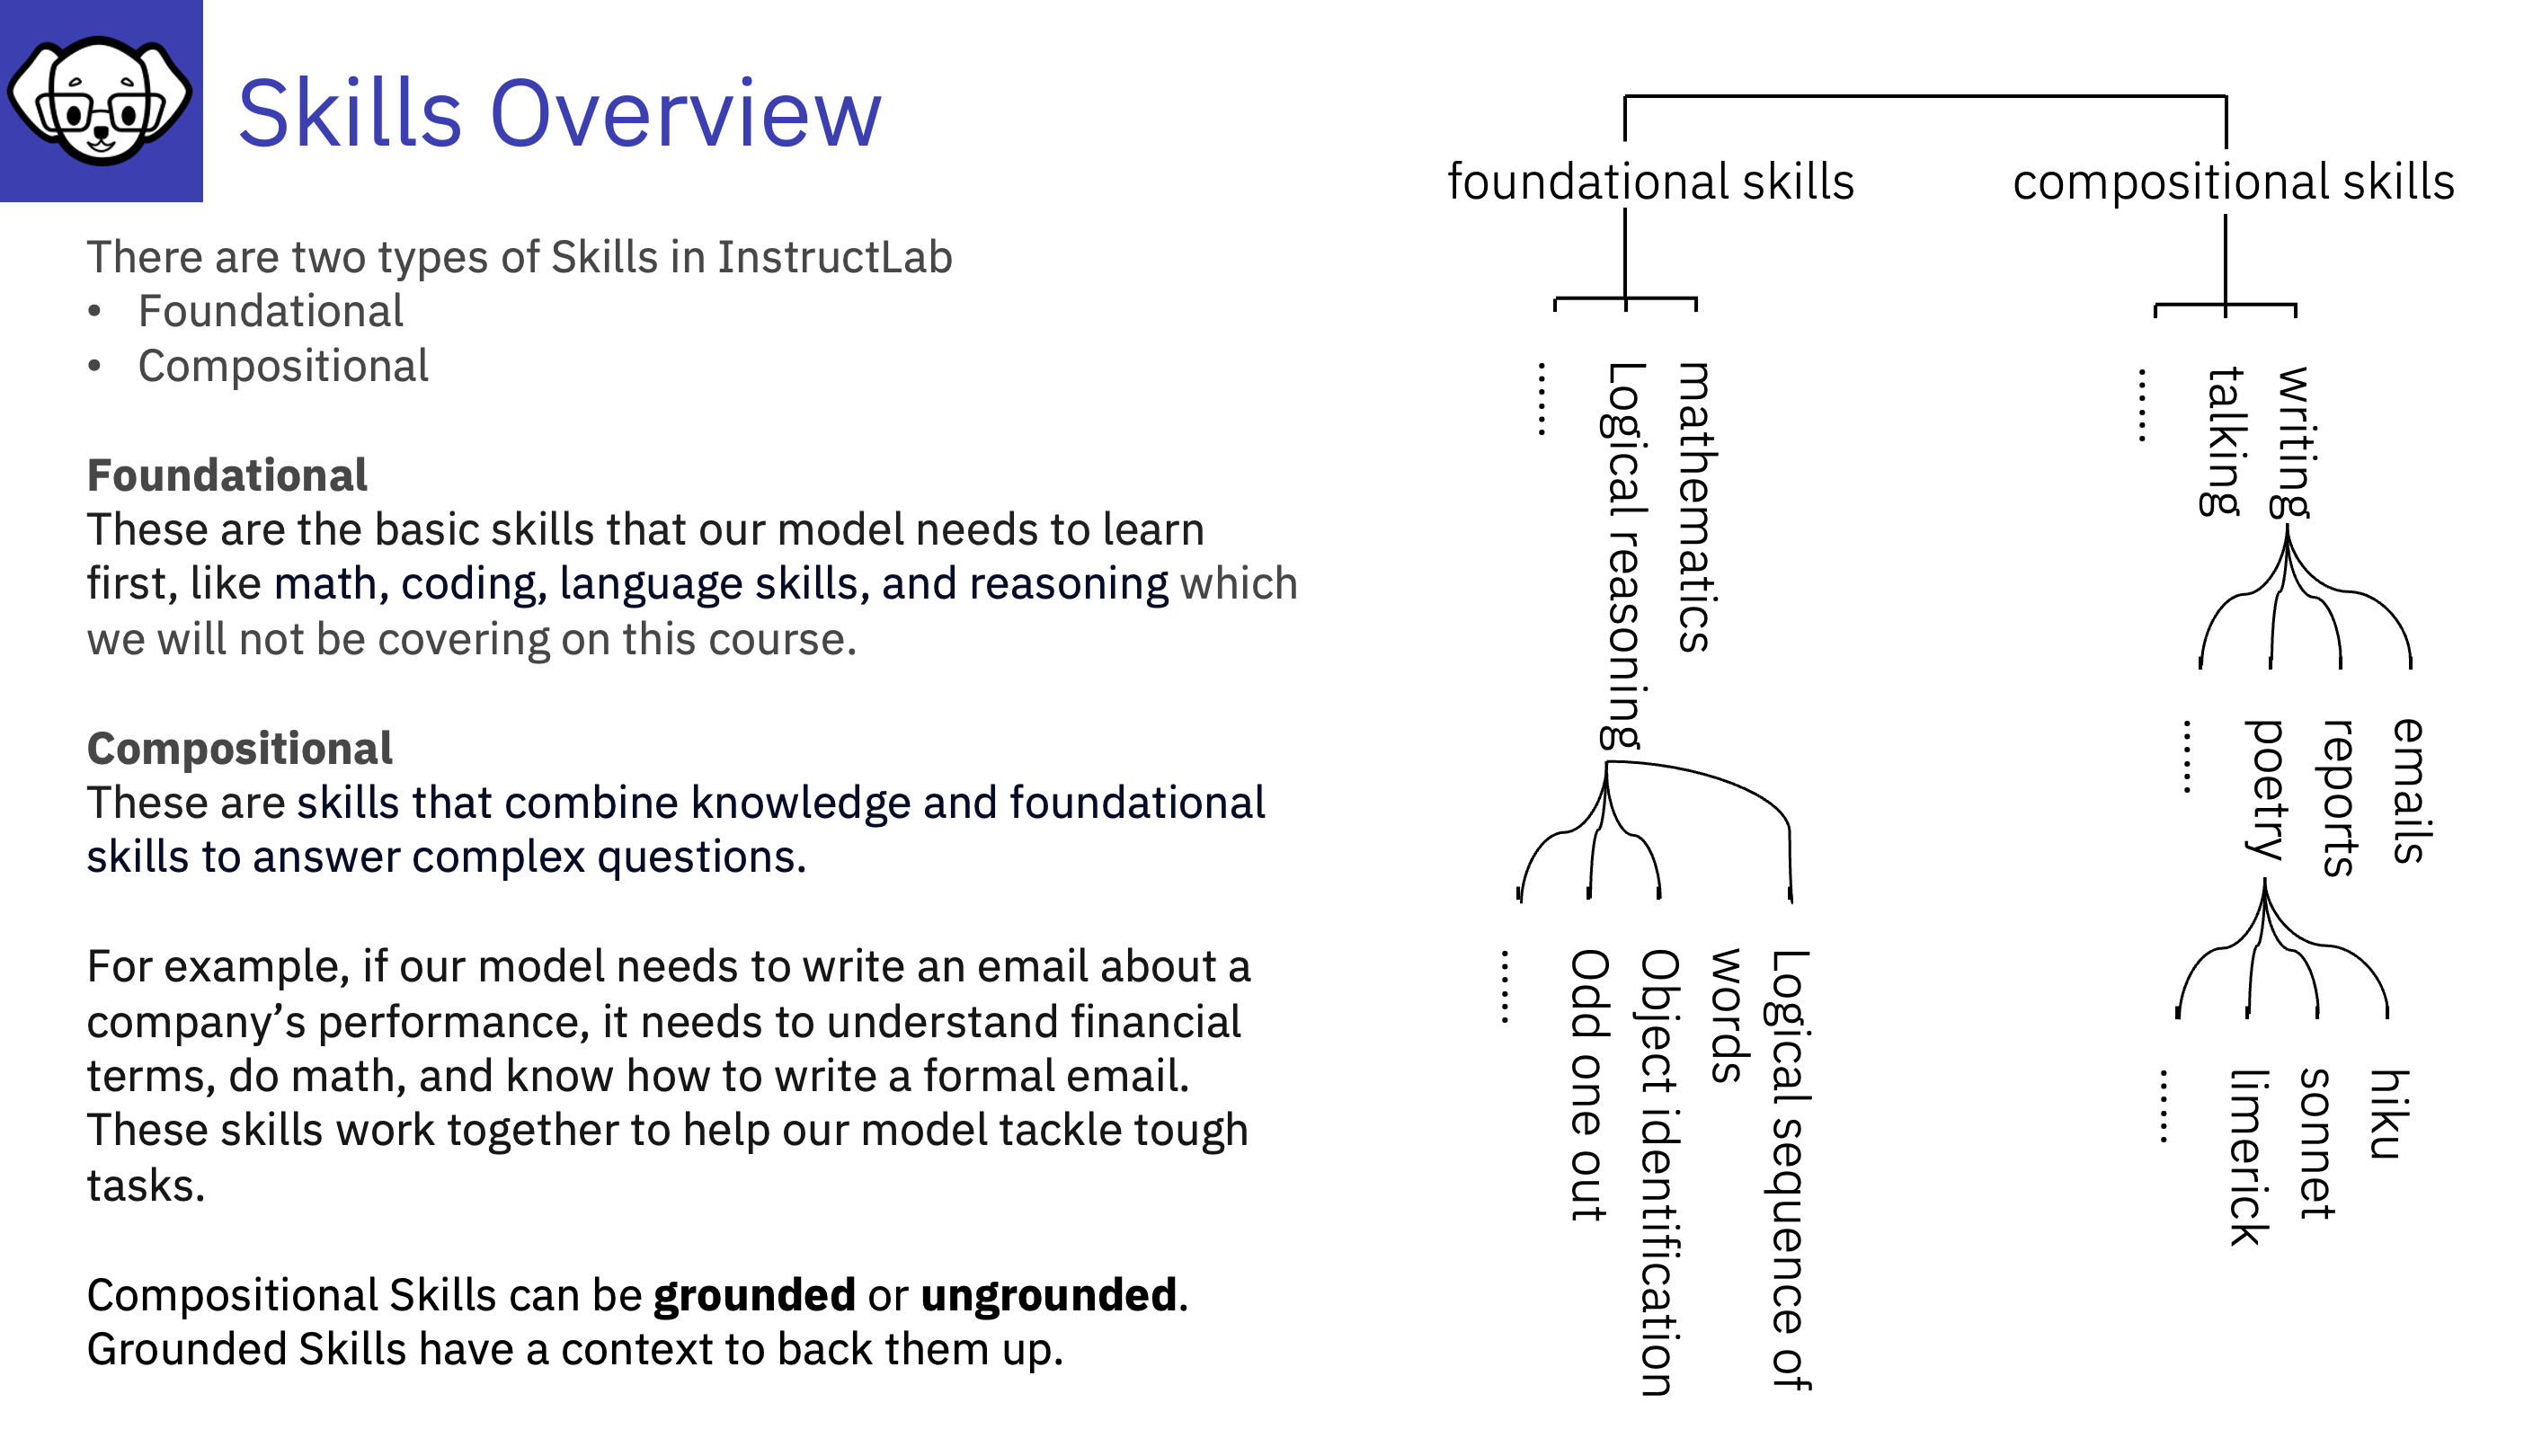 Skills Overview
There are two types of Skills in InstructLab
• Foundational
• Compositional
Foundational
These are the basic skills that our model needs to learn
first, like math, coding, language skills, and reasoning which
we will not be covering on this course.
Compositional
These are skills that combine knowledge and foundational
skills to answer complex questions.
For example, if our model needs to write an email about a
company’s performance, it needs to understand financial
terms, do math, and know how to write a formal email.
These skills work together to help our model tackle tough
tasks.
Compositional Skills can be grounded or ungrounded.
Grounded Skills have a context to back them up.
foundational skills
mathematics
Logical reasoning
......
Logical sequence of
words
Object identification
Odd one out
......
compositional skills
writing
talking
......
emails
reports
poetry
......
hiku
sonnet
limerick
......